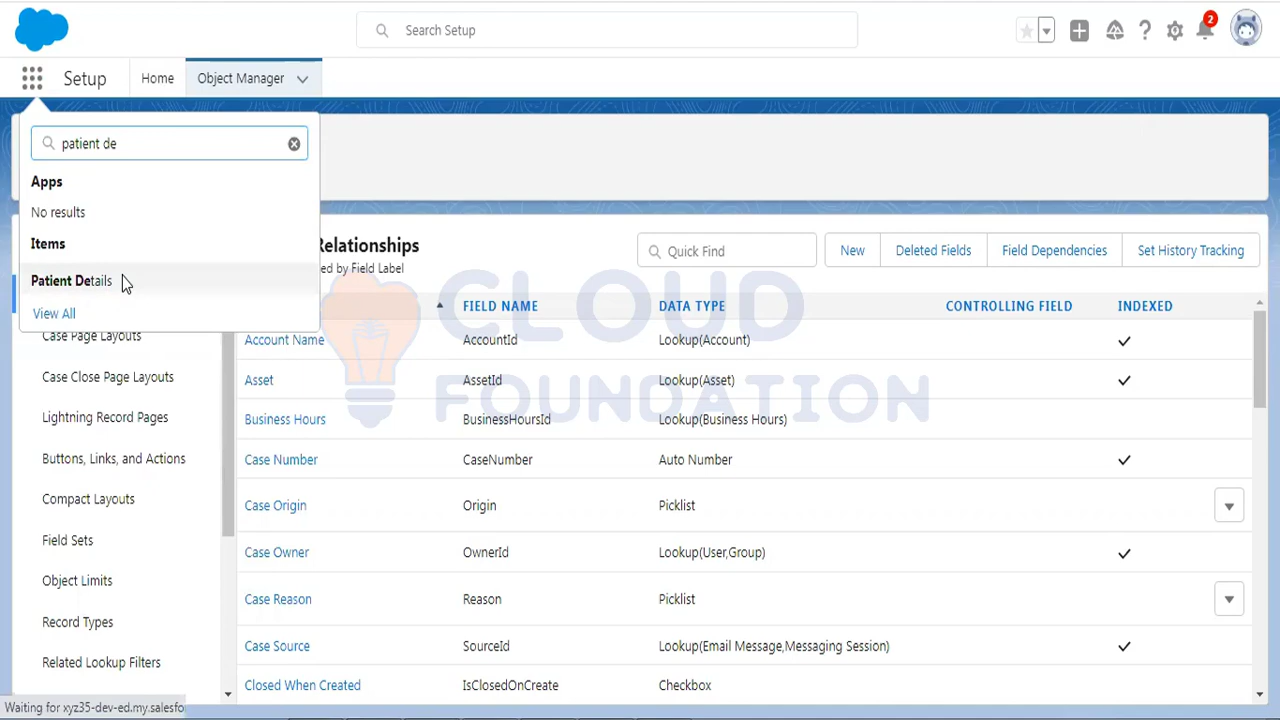 Search Setup
2
Setup
Home
Object Manager
patient de
Apps
No results
Items
Patient Details
View All
Relationships
ed by Field Label
Quick Find
New
Deleted Fields
Field Dependencies
Set History Tracking
FIELD NAME
DATA TYPE
CONTROLLING FIELD
INDEXED
Case Page Layouts
Case Close Page Layouts
Lightning Record Pages
Buttons, Links, and Actions
Compact Layouts
Field Sets
Object Limits
Record Types
Related Lookup Filters
Account Name AccountId Lookup(Account)
Asset AssetId Lookup(Asset)
Business Hours BusinessHoursId Lookup(Business Hours)
Case Number CaseNumber Auto Number
Case Origin Origin Picklist
Case Owner OwnerId Lookup(User,Group)
Case Reason Reason Picklist
Case Source SourceId Lookup(Email Message,Messaging Session)
Closed When Created IsClosedOnCreate Checkbox
CLOUD
FOUNDATION
Waiting for xyz35-dev-ed.my.salesfo